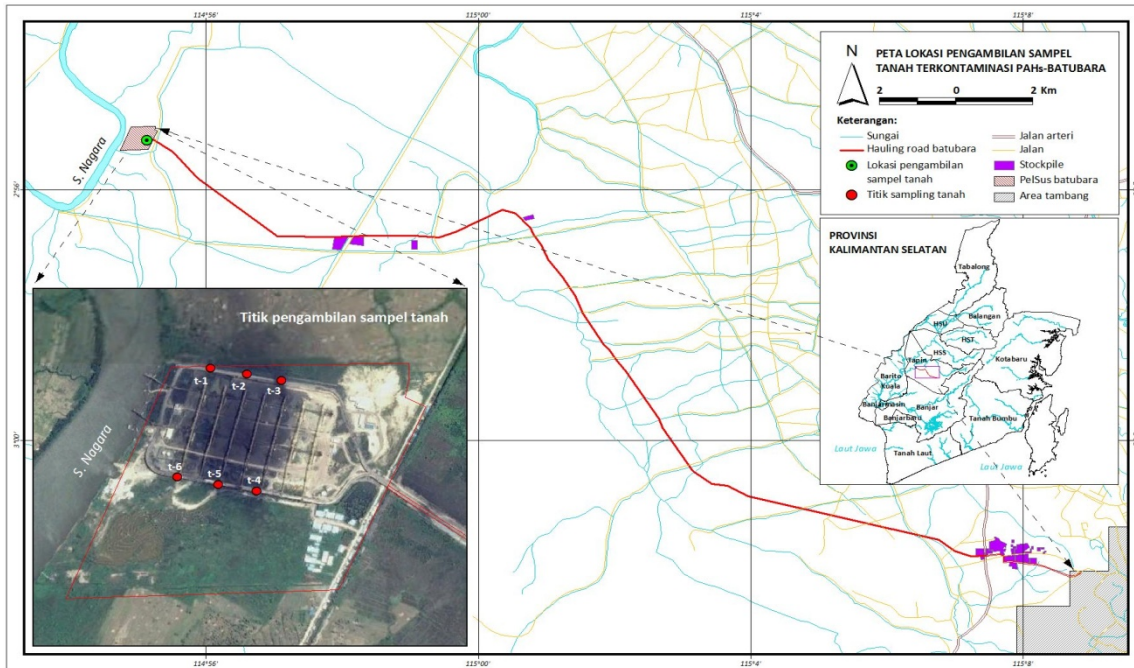 114°56'
115°00'
115°4'
115°8'
N
PETA LOKASI PENGAMBILAN SAMPEL
TANAH TERKONTAMINASI PAHs-BATUBARA
2 0 2 Km
Keterangan:
Sungai
Hauling road batubara
Lokasi pengambilan
sampel tanah
Titik sampling tanah
Jalan arteri
Jalan
Stockpile
PelSus batubara
Area tambang
S. Nagara
2°56'
2°56'
PROVINSI
KALIMANTAN SELATAN
Tabalong
Balangan
HSU
HST
HSS
Tapin
Kotabaru
Barito
Kuala
Banjarmasin
Banjar
Banjarbaru
Tanah Bumbu
Tanah Laut
Laut Jawa
Laut Jawa
Titik pengambilan sampel tanah
t-1
t-2
t-3
S. Nagara
t-6
t-5
t-4
3°00'
3°00'
114°56'
115°00'
115°4'
115°8'